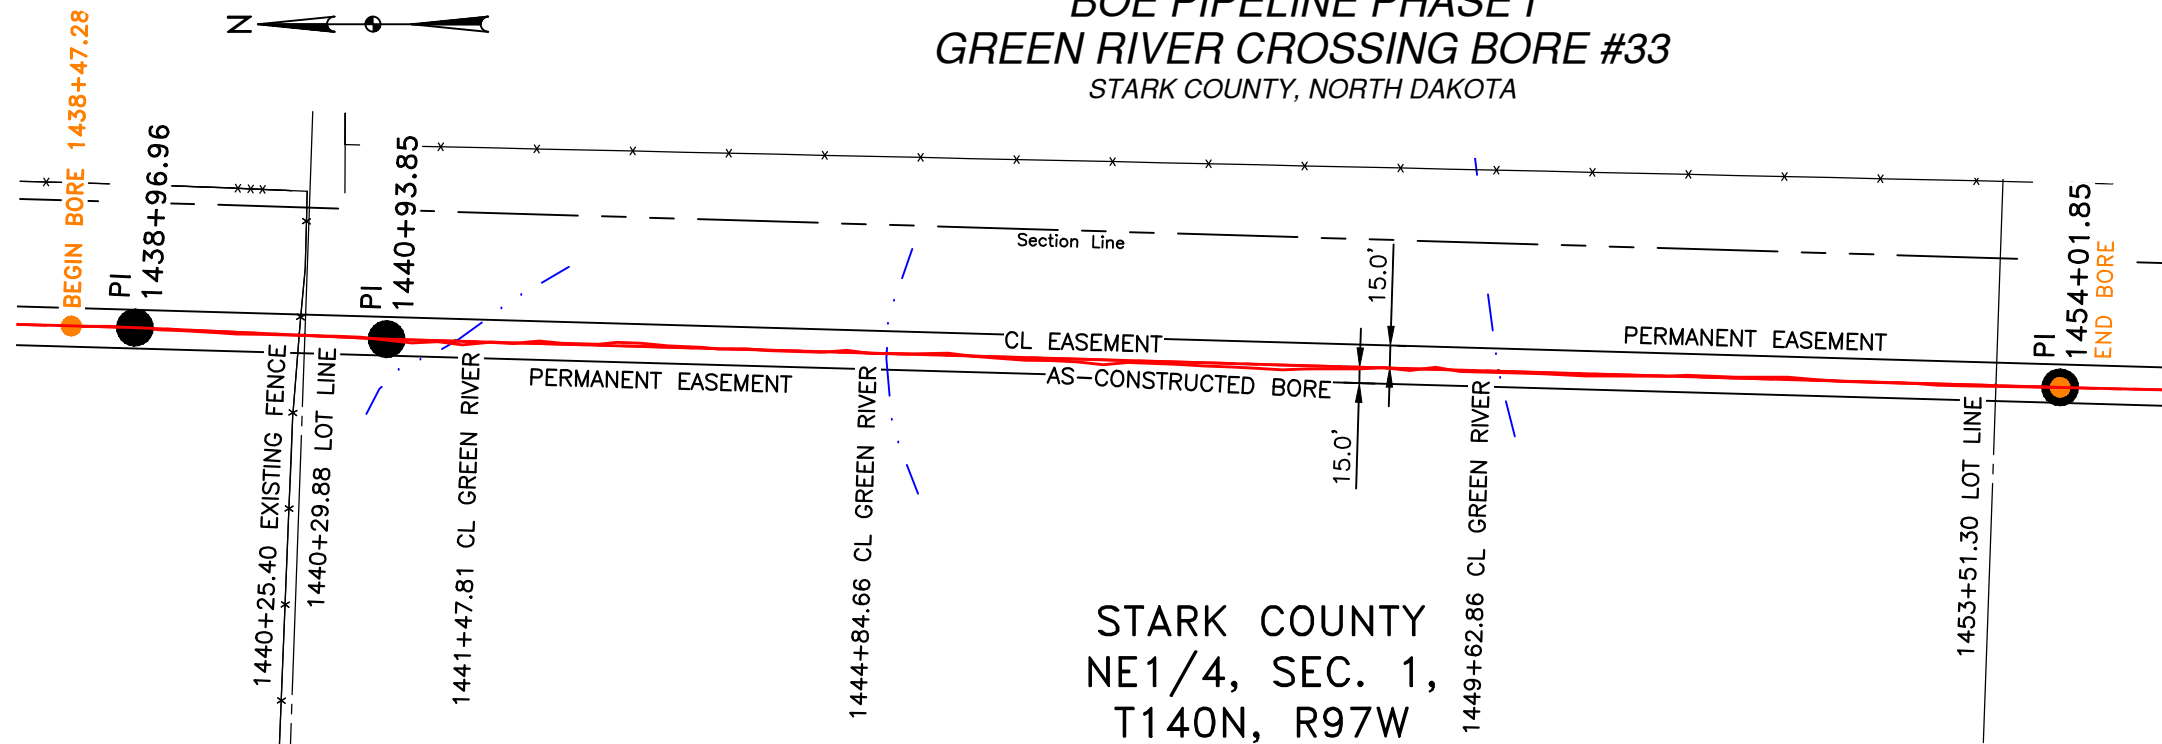 BOE PIPELINE PHASE I
GREEN RIVER CROSSING BORE #33
STARK COUNTY, NORTH DAKOTA
N
BEGIN BORE 1438+47.28
PI
1438+96.96
PI
1440+93.85
Section Line
15.0'
CL EASEMENT
PERMANENT EASEMENT
PI
1454+01.85
END BORE
PERMANENT EASEMENT
AS-CONSTRUCTED BORE
15.0'
1440+25.40 EXISTING FENCE
1440+29.88 LOT LINE
1441+47.81 CL GREEN RIVER
1444+84.66 CL GREEN RIVER
1449+62.86 CL GREEN RIVER
1453+51.30 LOT LINE
STARK COUNTY
NE1/4, SEC. 1,
T140N, R97W